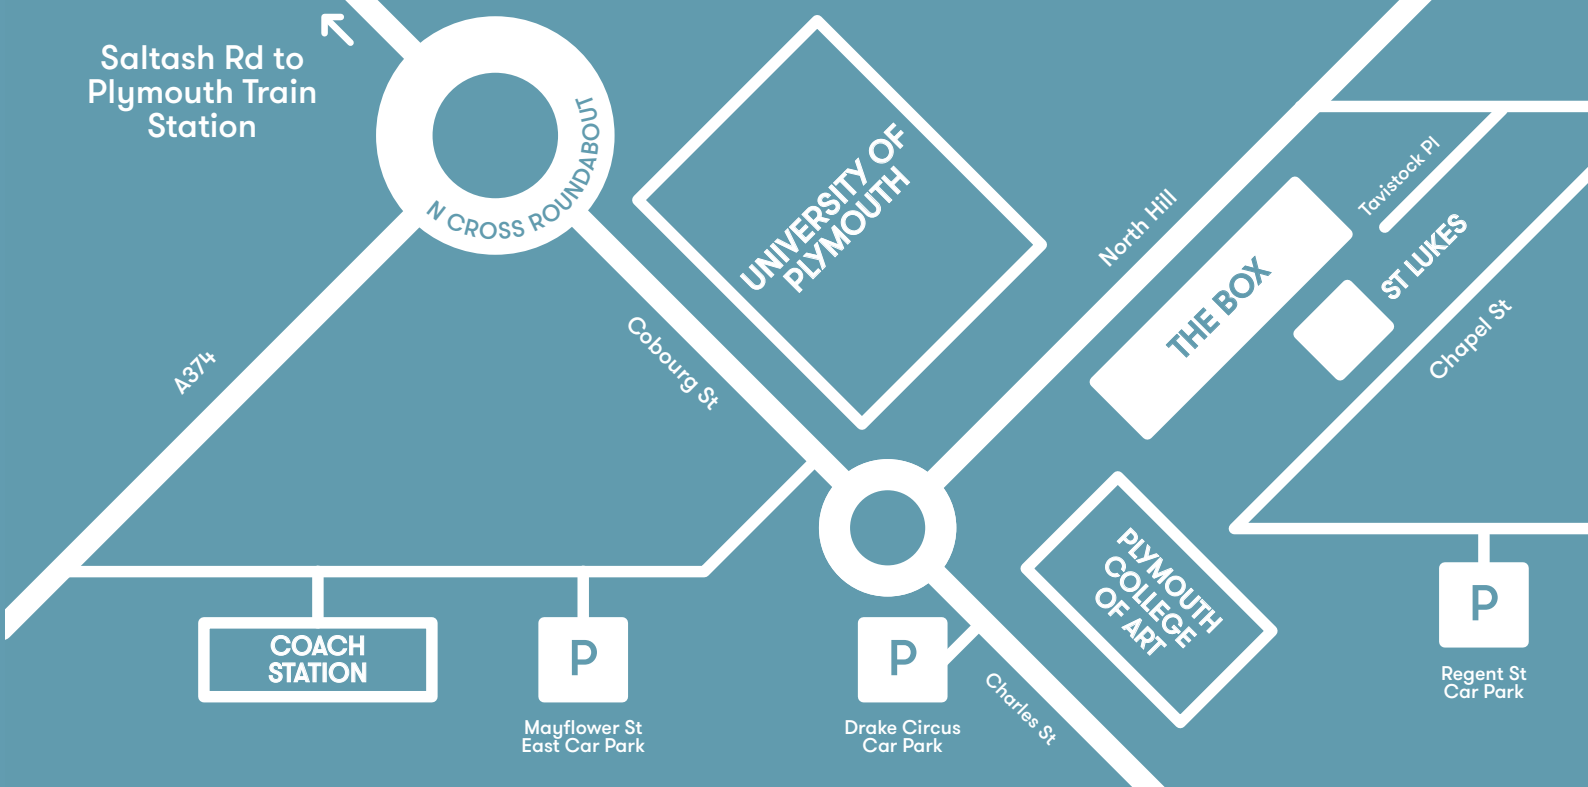 Saltash Rd to
Plymouth Train
Station
N CROSS ROUNDABOUT
UNIVERSITY OF
PLYMOUTH
North Hill
Tavistock Pl
THE BOX
ST LUKES
Chapel St
A374
Cobourg St
PLYMOUTH
COLLEGE
OF ART
COACH
STATION
P
Mayflower St
East Car Park
P
Drake Circus
Car Park
Charles St
P
Regent St
Car Park